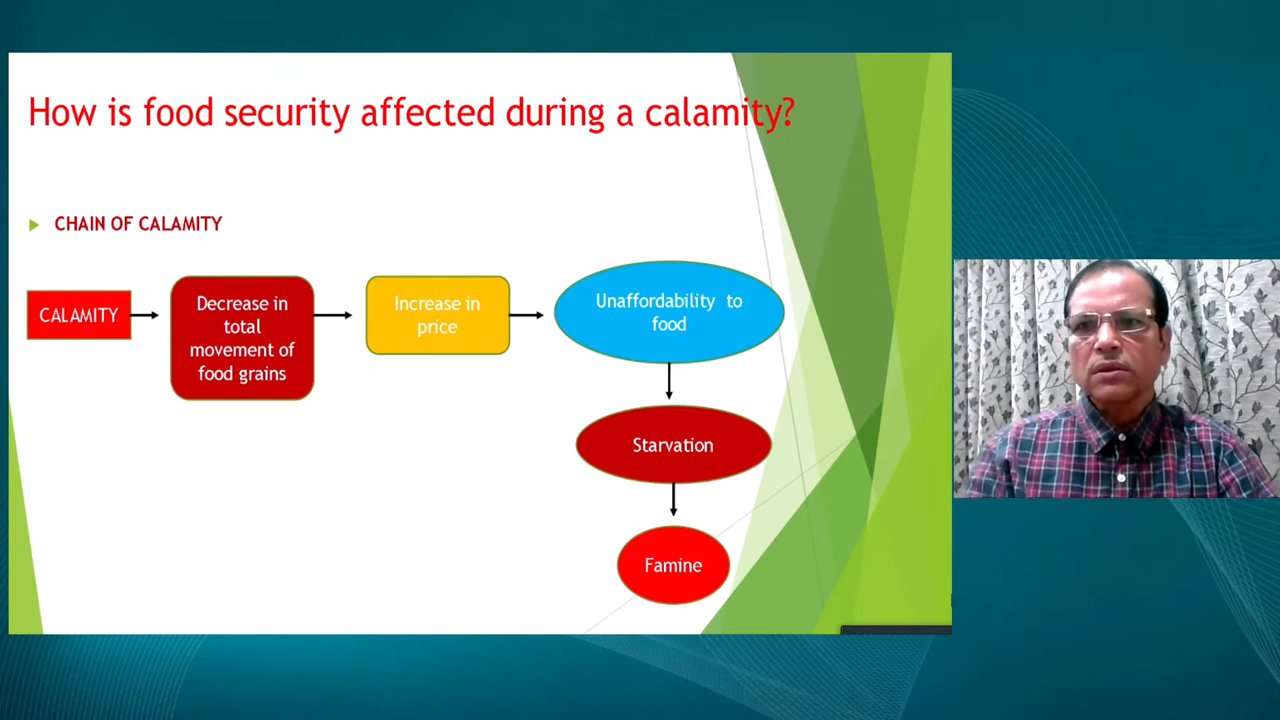 How is food security affected during a calamity?
CHAIN OF CALAMITY
CALAMITY
Decrease in
total
movement of
food grains
Increase in
price
Unaffordability to
food
Starvation
Famine